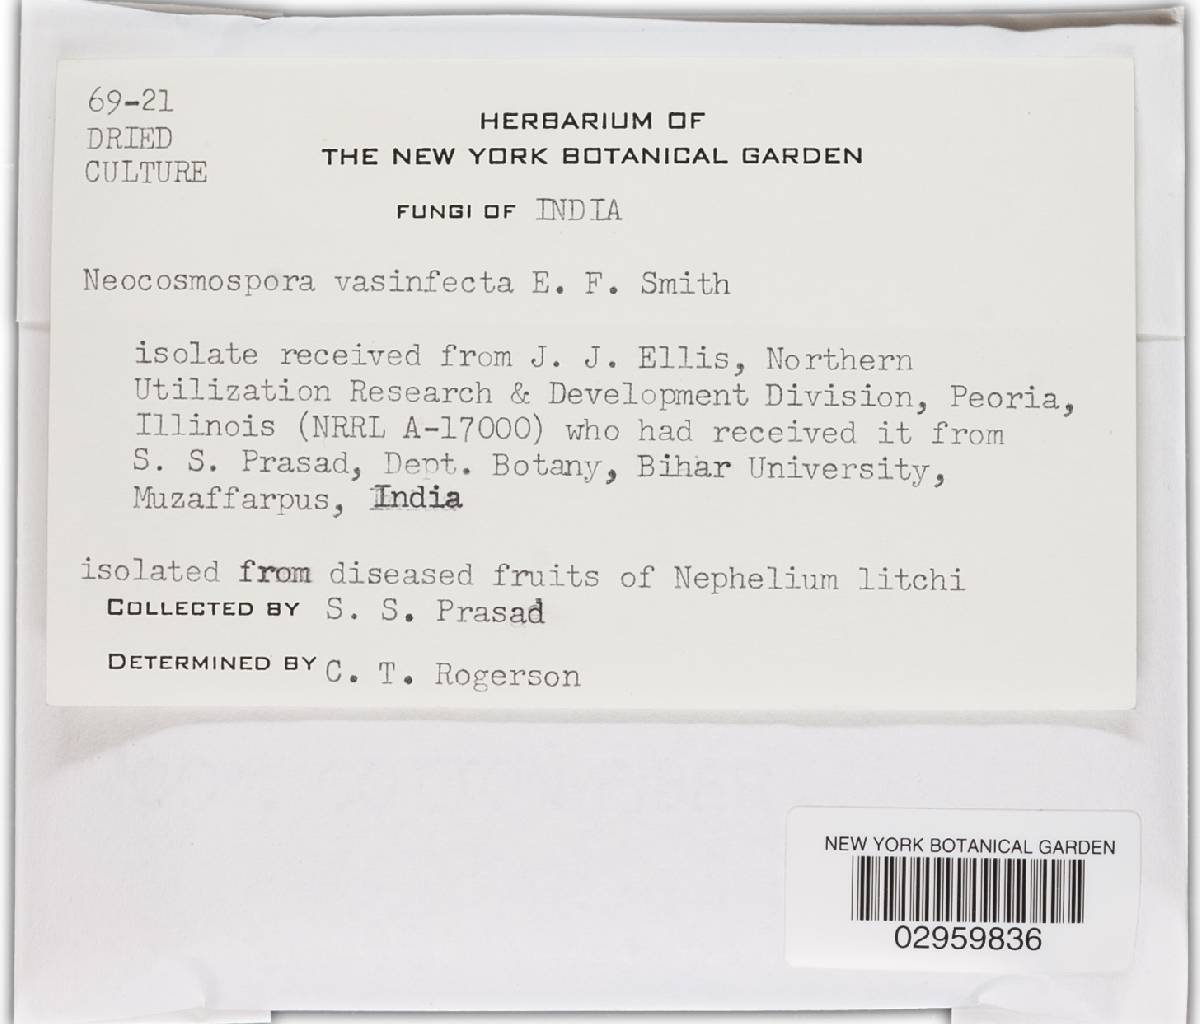 69-21
DRIED
CULTURE
HERBARIUM OF
THE NEW YORK BOTANICAL GARDEN
FUNGI OF INDIA
Neocosmospora vasinfecta E. F. Smith
isolate received from J. J. Ellis, Northern
Utilization Research & Development Division, Peoria,
Illinois (NRRL A-17000) who had received it from
S. S. Prasad, Dept. Botany, Bihar University,
Muzaffarpus, India
isolated from diseased fruits of Nephelium litchi
COLLECTED BY S. S. Prasad
DETERMINED BY C. T. Rogerson
NEW YORK BOTANICAL GARDEN
02959836